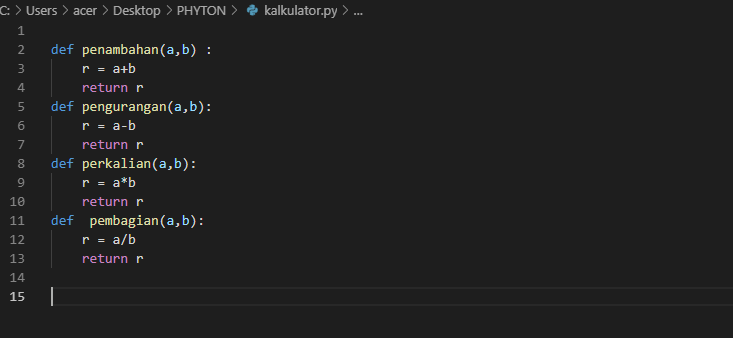 C: > Users > acer > Desktop > PHYTON > kalkulator.py > ...
1
2 def penambahan(a,b) :
3     r = a+b
4     return r
5 def pengurangan(a,b):
6     r = a-b
7     return r
8 def perkalian(a,b):
9     r = a*b
10     return r
11 def  pembagian(a,b):
12     r = a/b
13     return r
14
15